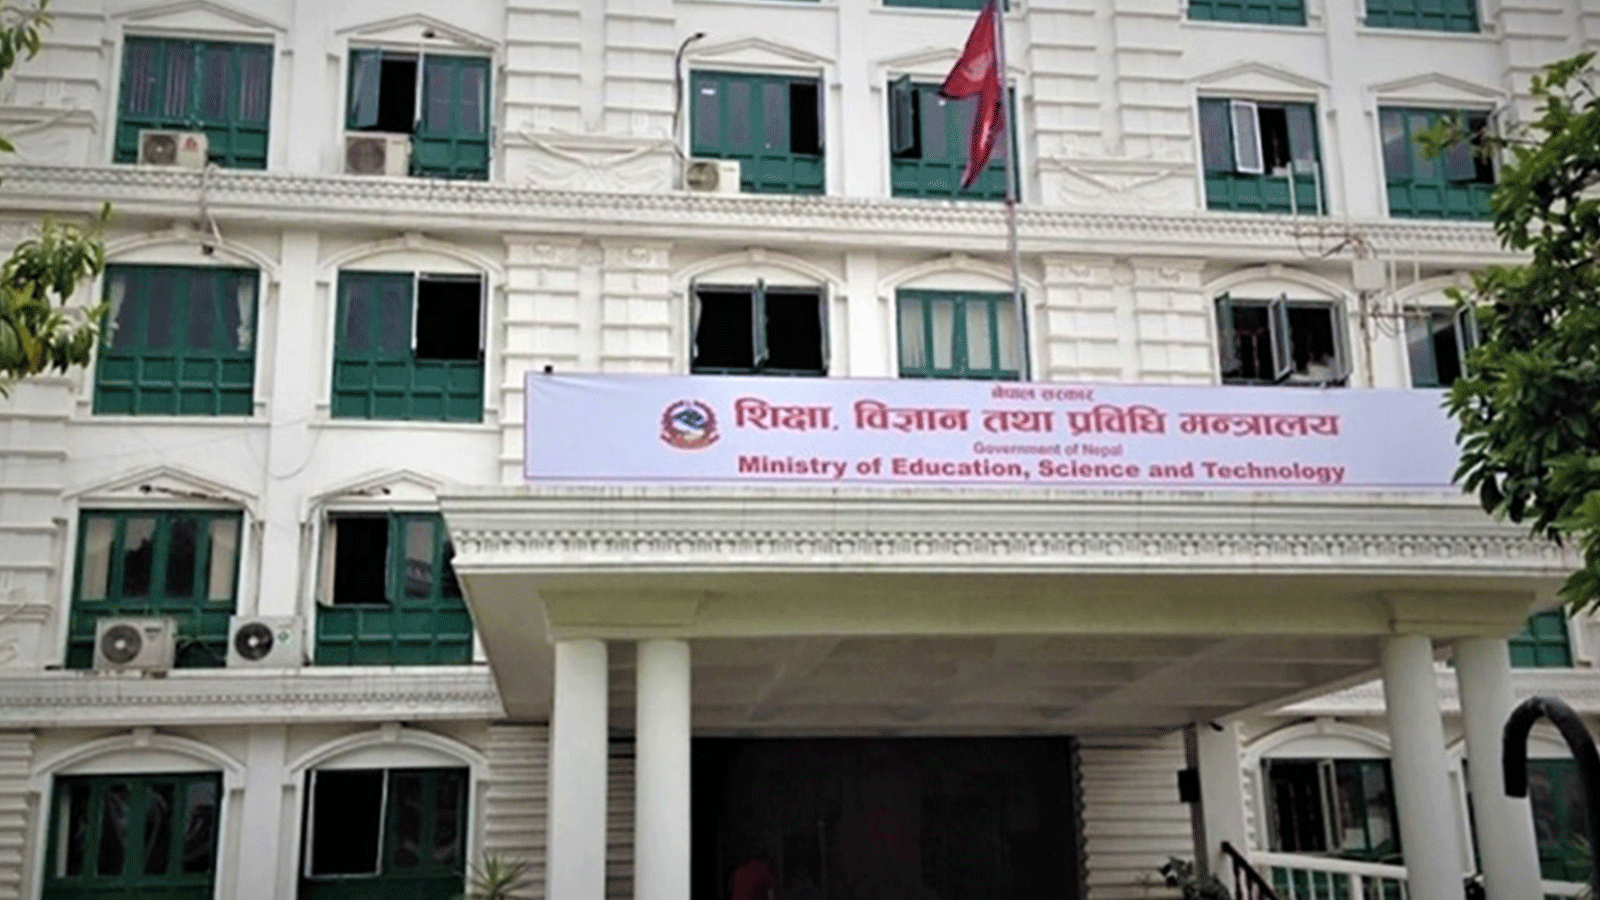 नेपाल सरकार
शिक्षा, विज्ञान तथा प्रविधि मन्त्रालय
Government of Nepal
Ministry of Education, Science and Technology